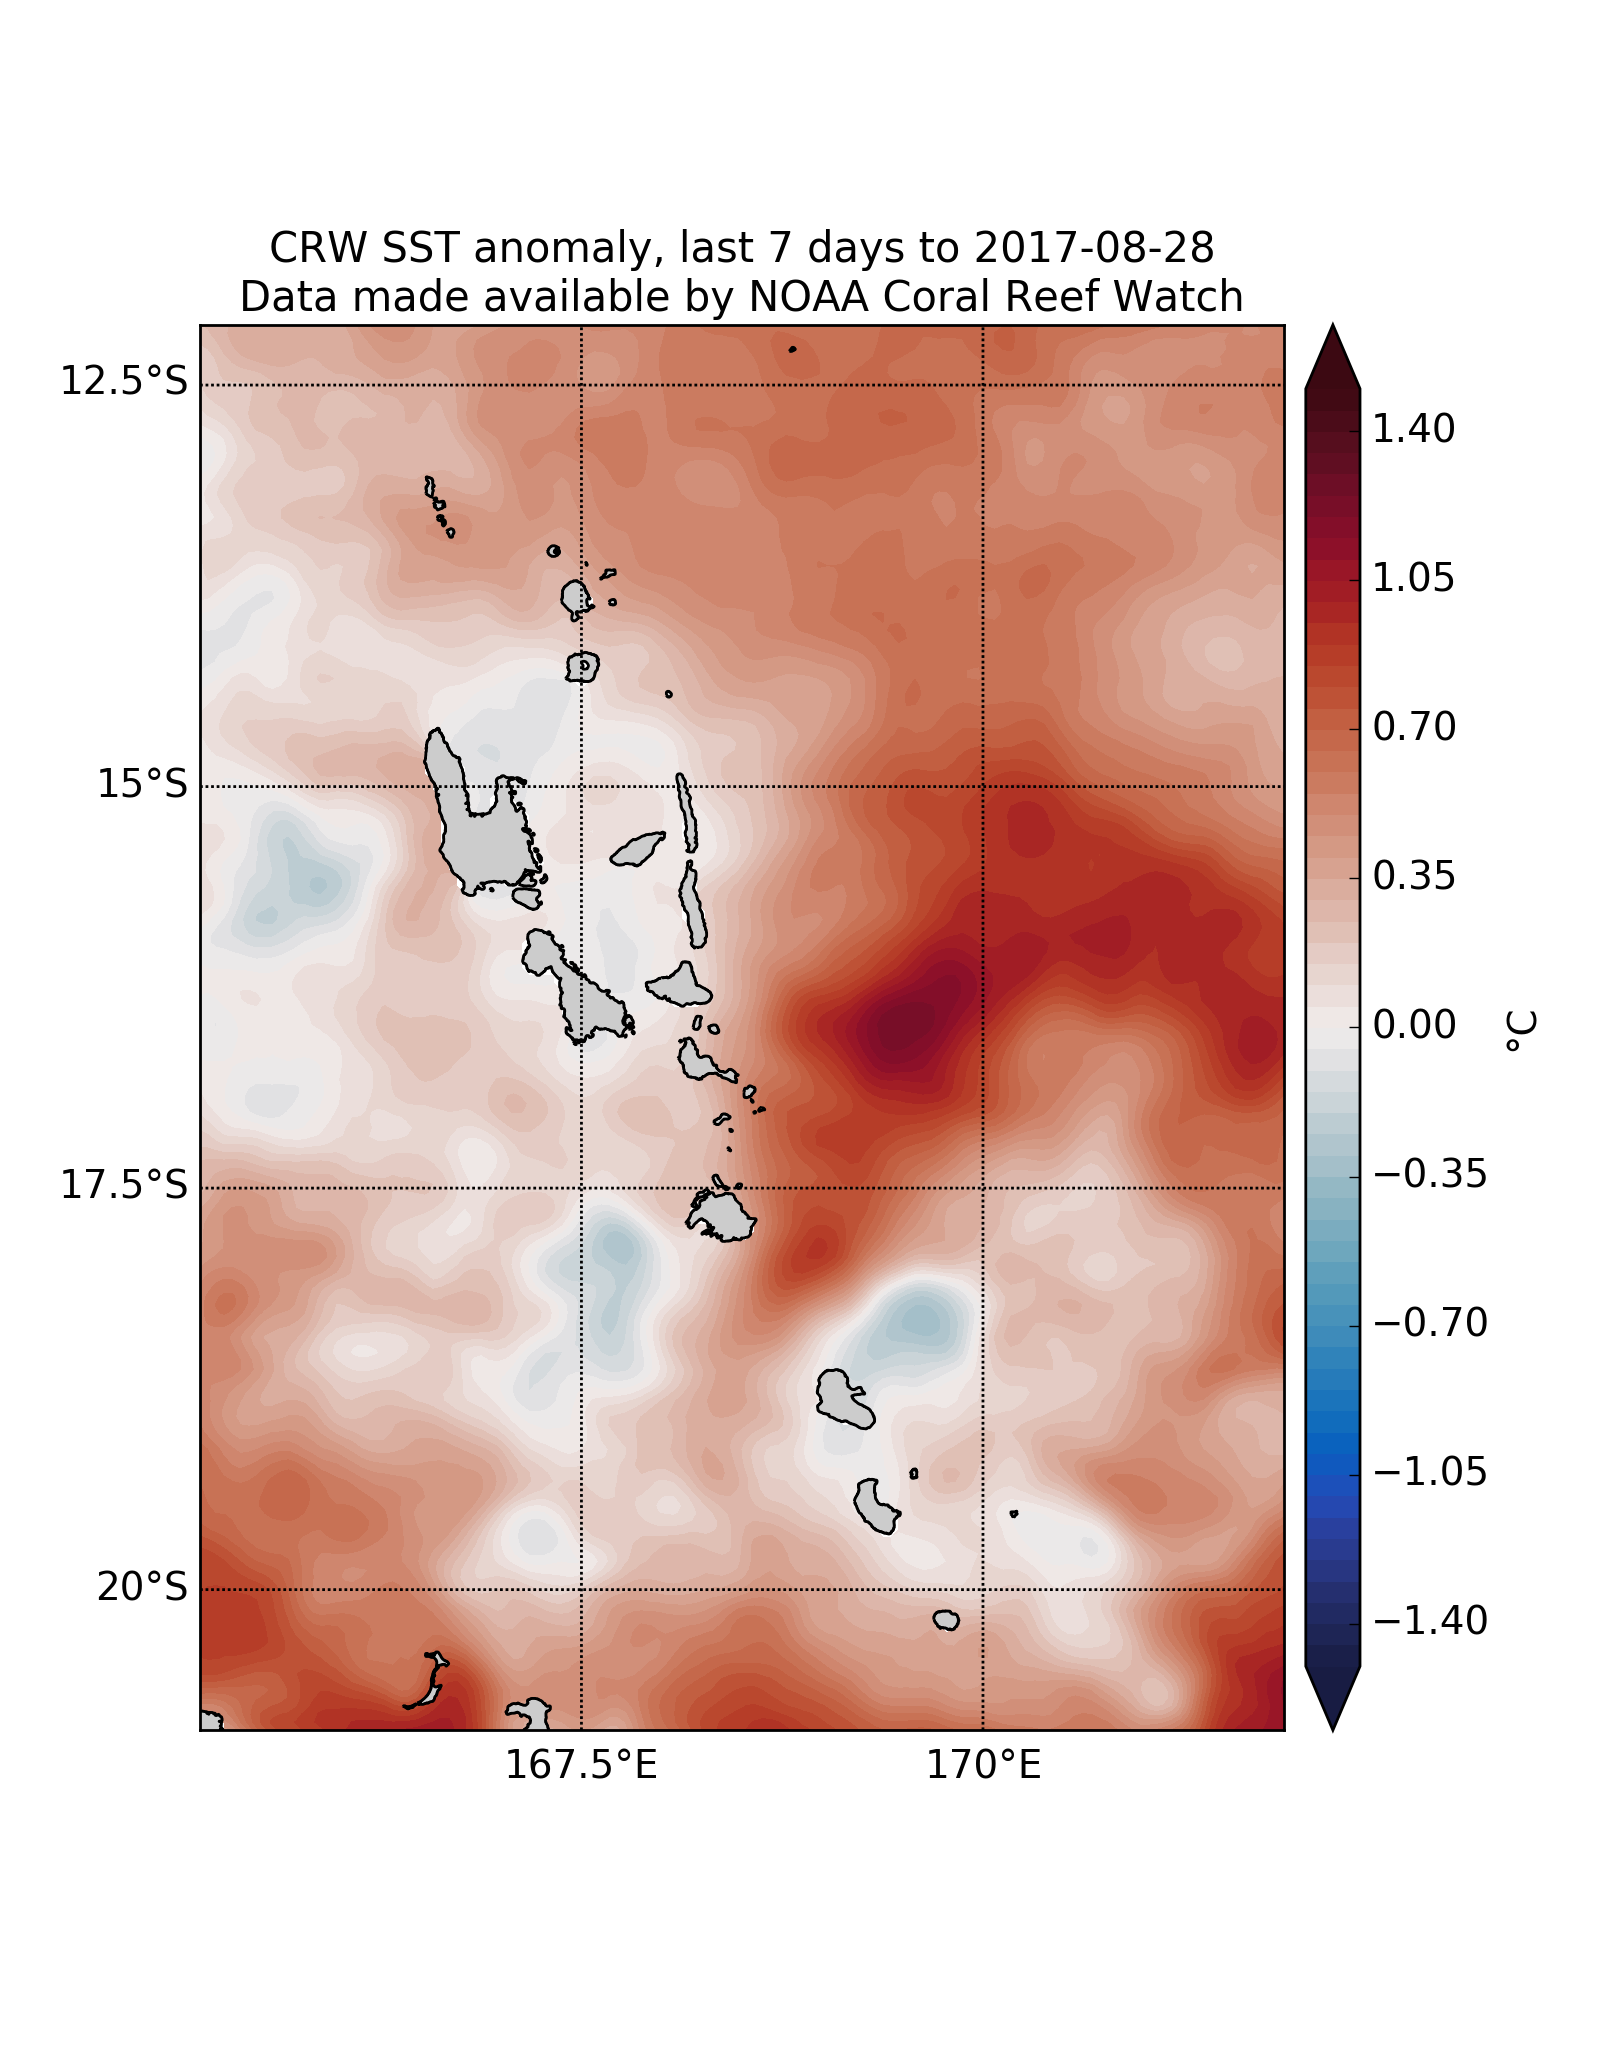 CRW SST anomaly, last 7 days to 2017-08-28
Data made available by NOAA Coral Reef Watch
12.5°S
15°S
17.5°S
20°S
167.5°E
170°E
1.40
1.05
0.70
0.35
0.00
−0.35
−0.70
−1.05
−1.40
°C